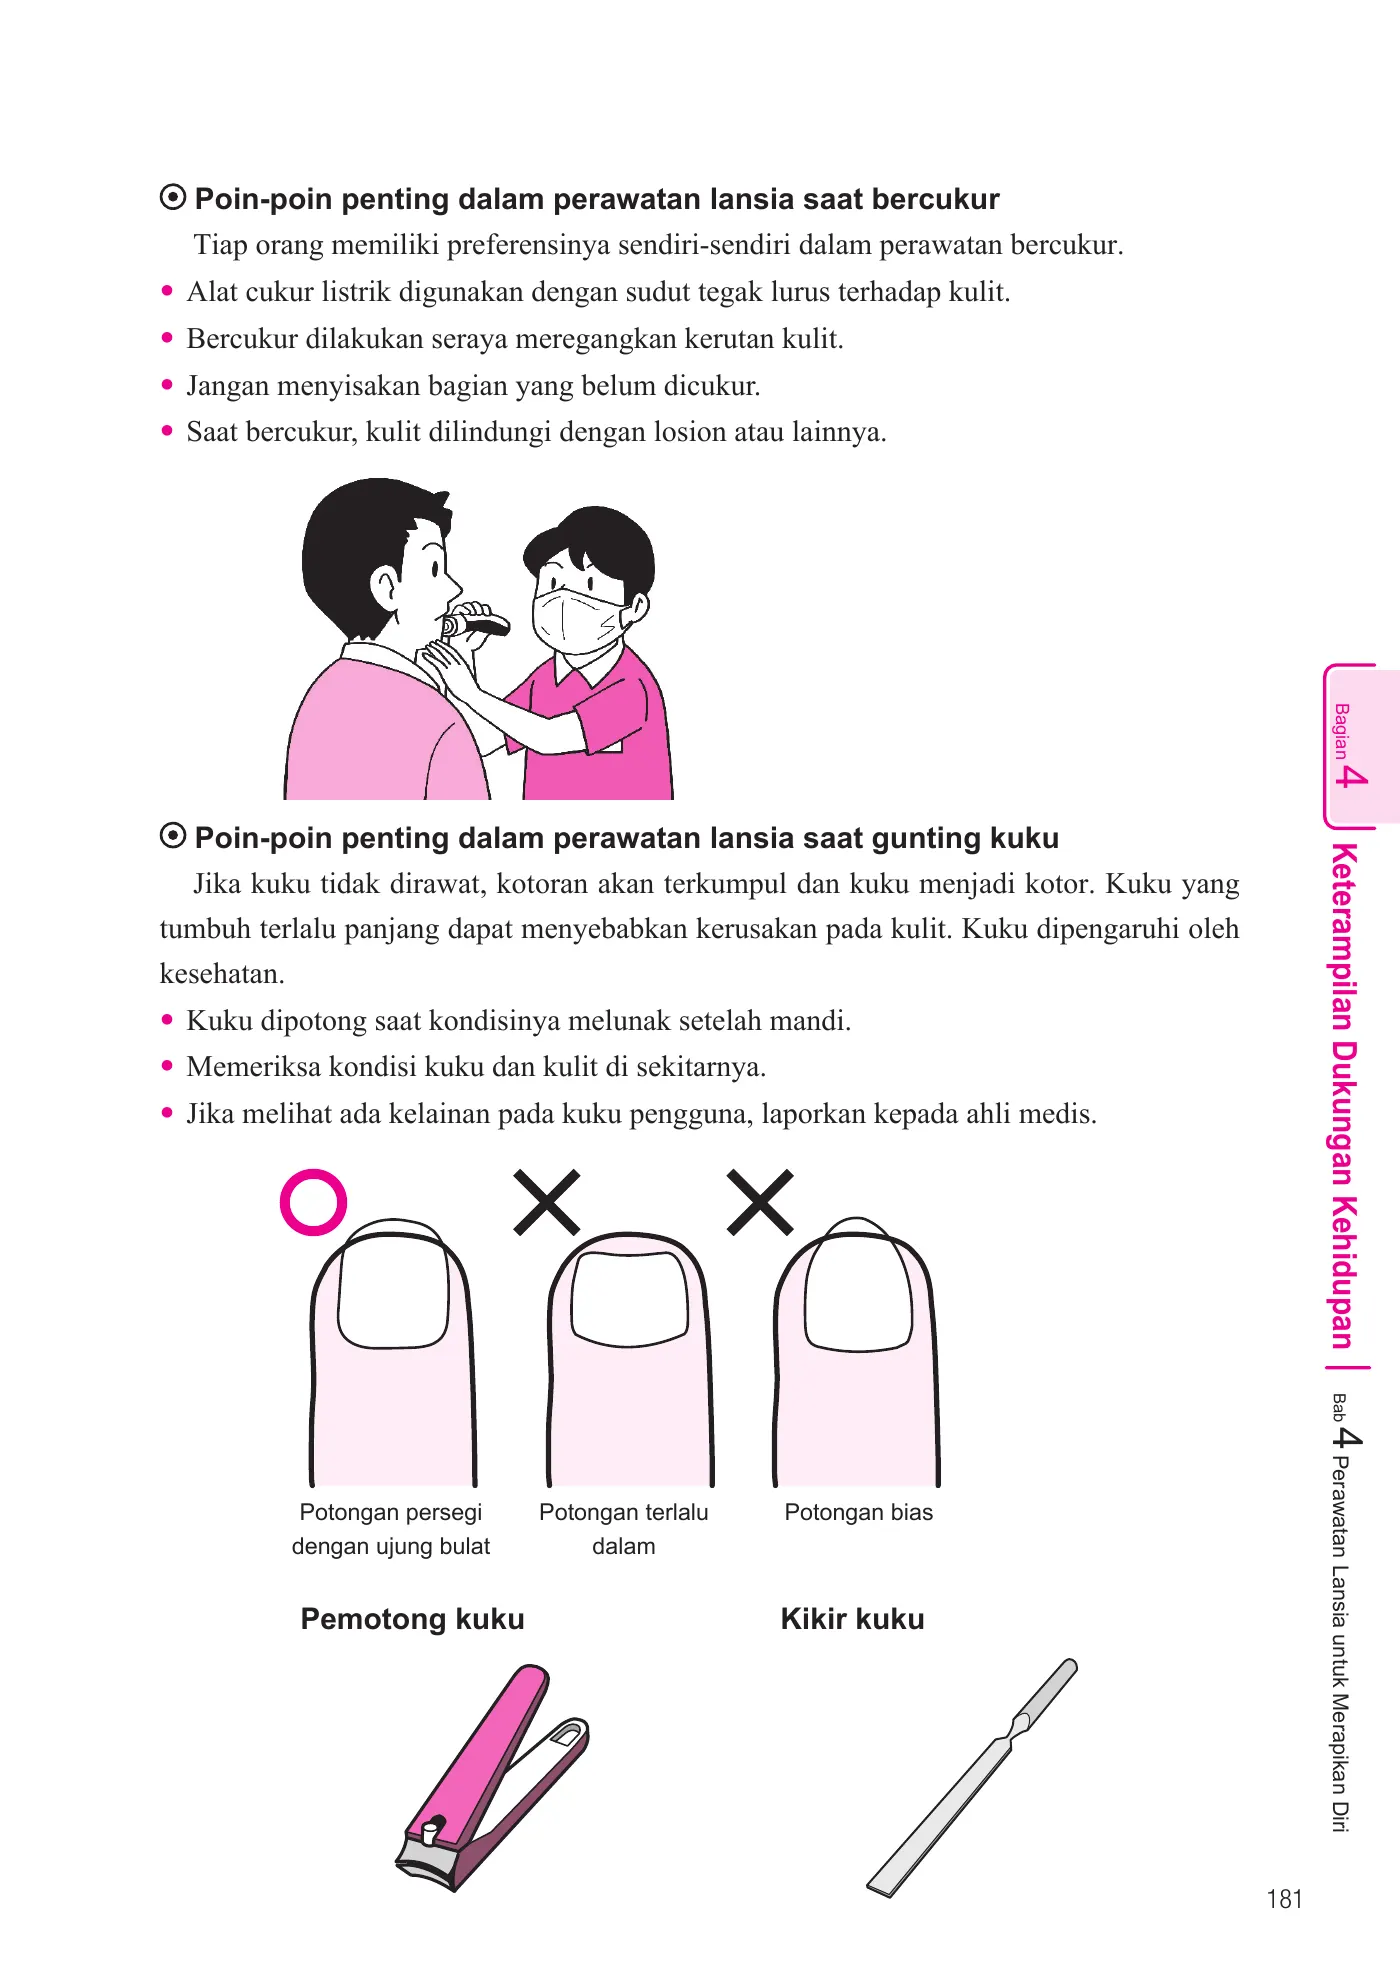 Poin-poin penting dalam perawatan lansia saat bercukur
Tiap orang memiliki preferensinya sendiri-sendiri dalam perawatan bercukur.
• Alat cukur listrik digunakan dengan sudut tegak lurus terhadap kulit.
• Bercukur dilakukan seraya meregangkan kerutan kulit.
• Jangan menyisakan bagian yang belum dicukur.
• Saat bercukur, kulit dilindungi dengan losion atau lainnya.
Poin-poin penting dalam perawatan lansia saat gunting kuku
Jika kuku tidak dirawat, kotoran akan terkumpul dan kuku menjadi kotor. Kuku yang
tumbuh terlalu panjang dapat menyebabkan kerusakan pada kulit. Kuku dipengaruhi oleh
kesehatan.
• Kuku dipotong saat kondisinya melunak setelah mandi.
• Memeriksa kondisi kuku dan kulit di sekitarnya.
• Jika melihat ada kelainan pada kuku pengguna, laporkan kepada ahli medis.
Potongan persegi
dengan ujung bulat
Potongan terlalu
dalam
Potongan bias
Pemotong kuku
Kikir kuku
Bagian 4
Keterampilan Dukungan Kehidupan
Bab 4 Perawatan Lansia untuk Merapikan Diri
181